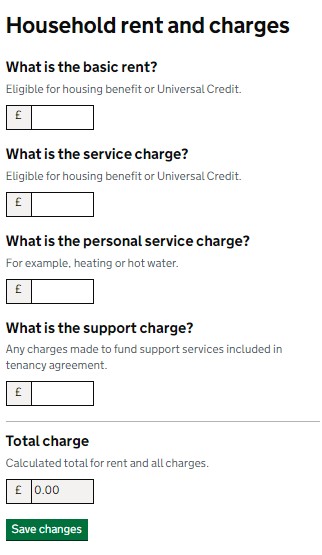 Household rent and charges
What is the basic rent?
Eligible for housing benefit or Universal Credit.
£
What is the service charge?
Eligible for housing benefit or Universal Credit.
£
What is the personal service charge?
For example, heating or hot water.
£
What is the support charge?
Any charges made to fund support services included in
tenancy agreement.
£
Total charge
Calculated total for rent and all charges.
£ 0.00
Save changes